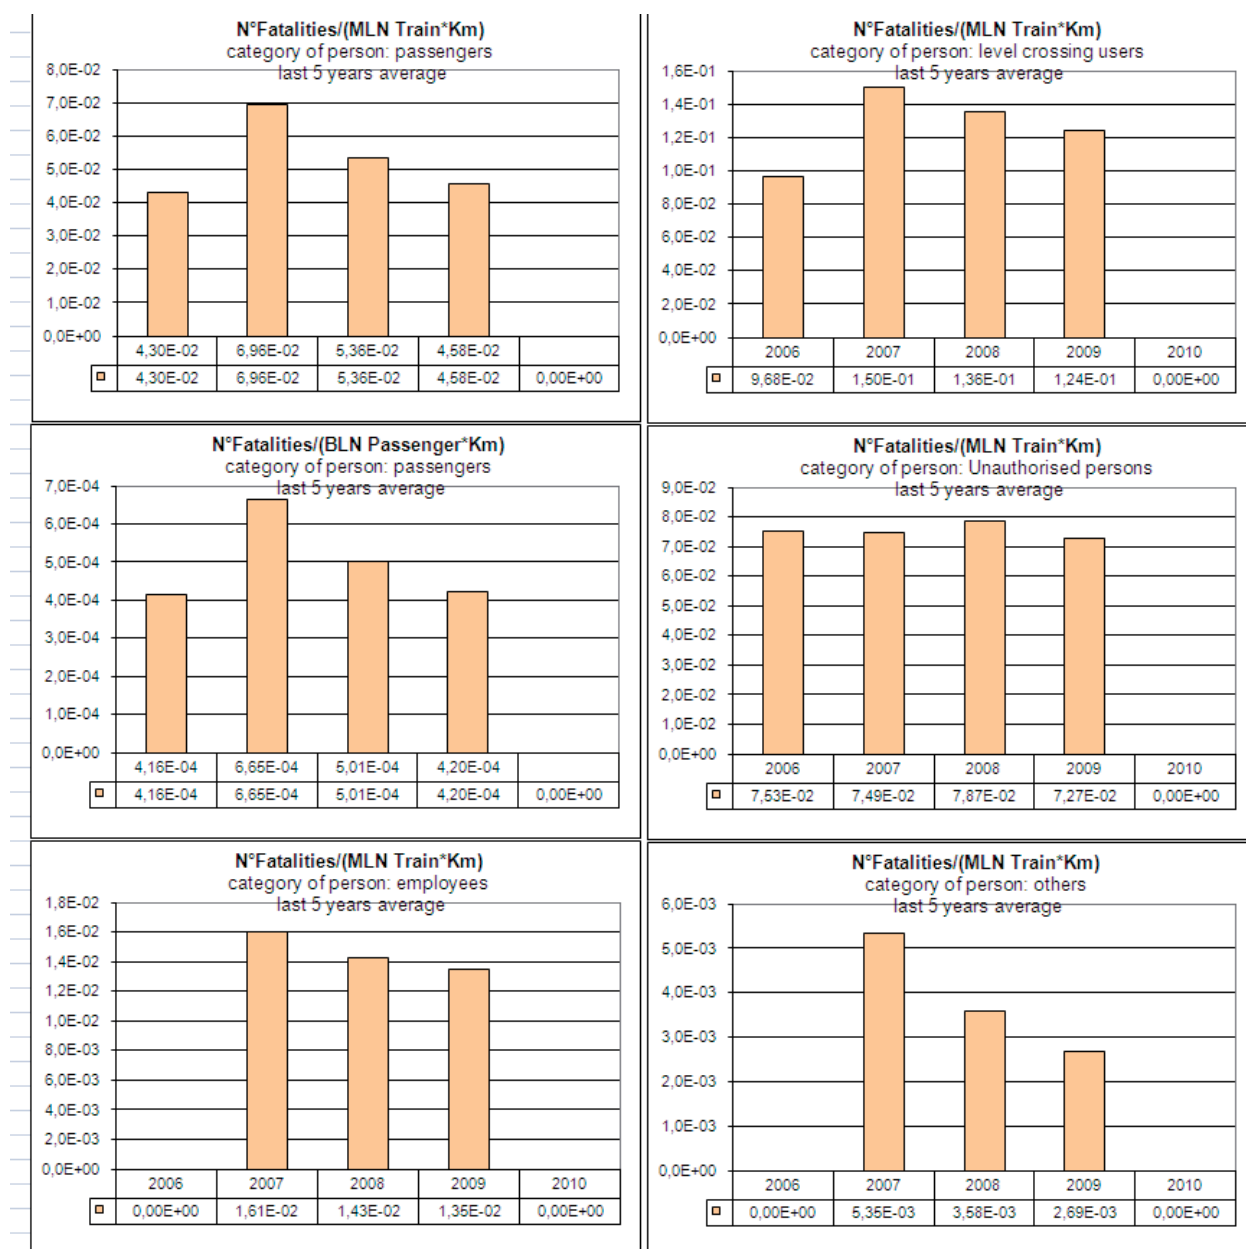 N°Fatalities/(MLN Train*Km)
category of person: passengers
last 5 years average
8,0E-02
7,0E-02
6,0E-02
5,0E-02
4,0E-02
3,0E-02
2,0E-02
1,0E-02
0,0E+00
4,30E-02 6,96E-02 5,36E-02 4,58E-02
4,30E-02 6,96E-02 5,36E-02 4,58E-02 0,00E+00
N°Fatalities/(MLN Train*Km)
category of person: level crossing users
last 5 years average
1,6E-01
1,4E-01
1,2E-01
1,0E-01
8,0E-02
6,0E-02
4,0E-02
2,0E-02
0,0E+00
2006 2007 2008 2009 2010
9,68E-02 1,50E-01 1,36E-01 1,24E-01 0,00E+00
N°Fatalities/(BLN Passenger*Km)
category of person: passengers
last 5 years average
7,0E-04
6,0E-04
5,0E-04
4,0E-04
3,0E-04
2,0E-04
1,0E-04
0,0E+00
4,16E-04 6,65E-04 5,01E-04 4,20E-04
4,16E-04 6,65E-04 5,01E-04 4,20E-04 0,00E+00
N°Fatalities/(MLN Train*Km)
category of person: Unauthorised persons
last 5 years average
9,0E-02
8,0E-02
7,0E-02
6,0E-02
5,0E-02
4,0E-02
3,0E-02
2,0E-02
1,0E-02
0,0E+00
2006 2007 2008 2009 2010
7,53E-02 7,49E-02 7,87E-02 7,27E-02 0,00E+00
N°Fatalities/(MLN Train*Km)
category of person: employees
last 5 years average
1,8E-02
1,6E-02
1,4E-02
1,2E-02
1,0E-02
8,0E-03
6,0E-03
4,0E-03
2,0E-03
0,0E+00
2006 2007 2008 2009 2010
0,00E+00 1,61E-02 1,43E-02 1,35E-02 0,00E+00
N°Fatalities/(MLN Train*Km)
category of person: others
last 5 years average
6,0E-03
5,0E-03
4,0E-03
3,0E-03
2,0E-03
1,0E-03
0,0E+00
2006 2007 2008 2009 2010
0,00E+00 5,35E-03 3,58E-03 2,69E-03 0,00E+00